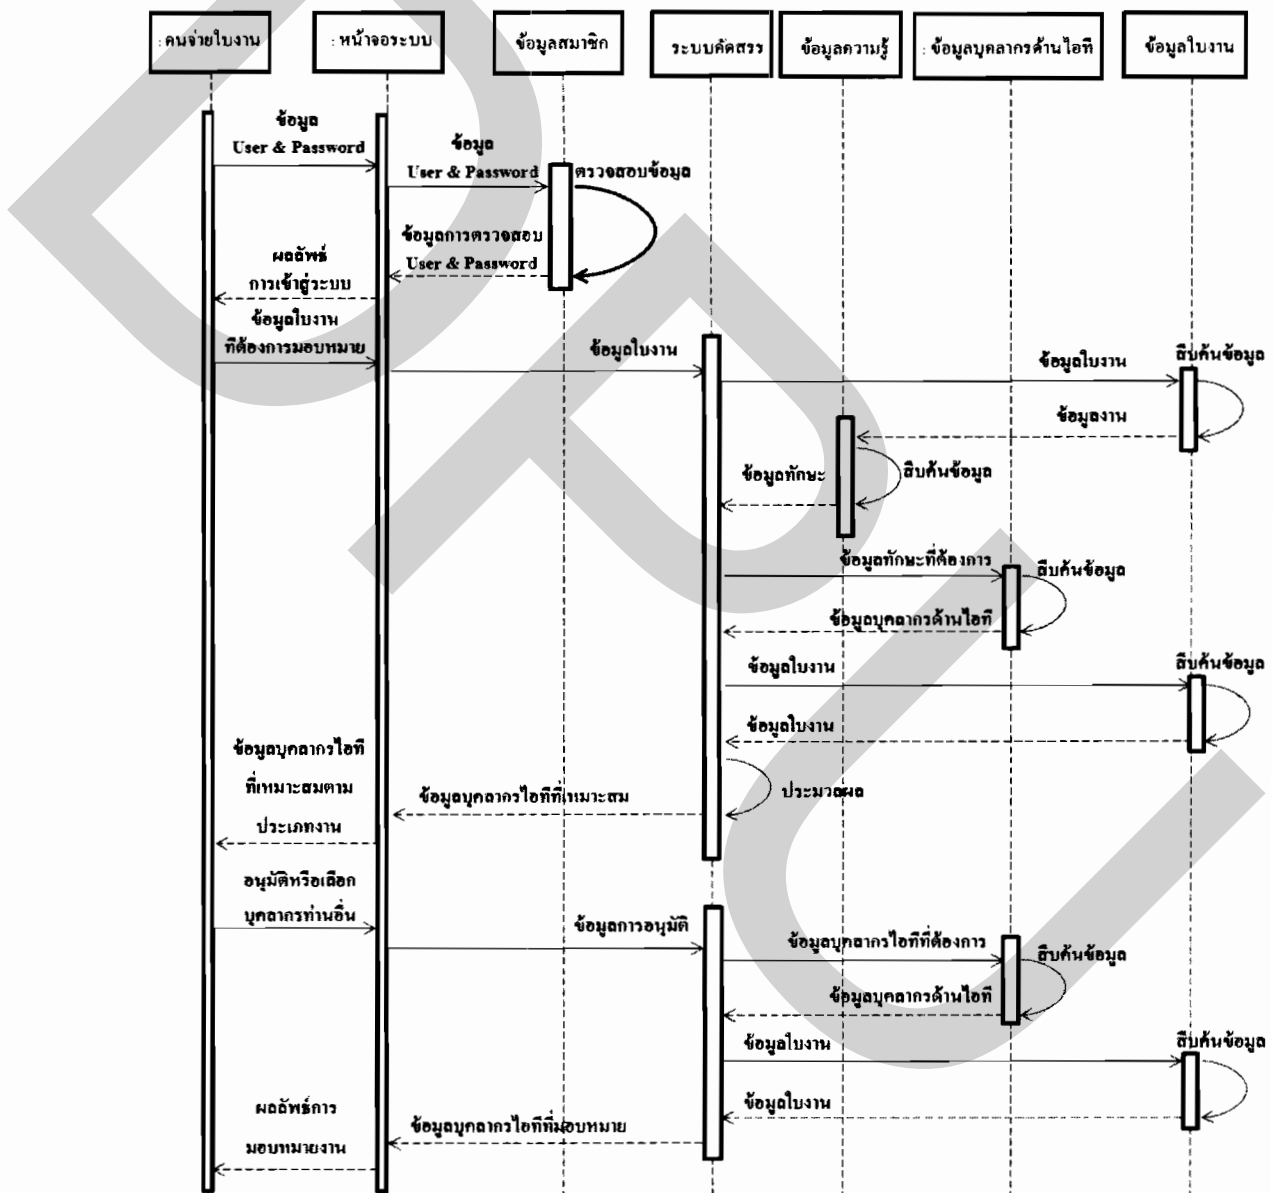 : คนจ่ายใบงาน
: หน้าจอระบบ
ข้อมูลสมาชิก
ระบบคัดสรร
ข้อมูลความรู้
: ข้อมูลบุคลากรด้านไอที
ข้อมูลใบงาน
ข้อมูล
User & Password
ข้อมูล
User & Password
ตรวจสอบข้อมูล
ข้อมูลการตรวจสอบ
User & Password
ผลลัพธ์
การเข้าสู่ระบบ
ข้อมูลใบงาน
ที่ต้องการมอบหมาย
ข้อมูลใบงาน
ข้อมูลใบงาน
สืบค้นข้อมูล
ข้อมูลงาน
ข้อมูลทักษะ
สืบค้นข้อมูล
ข้อมูลทักษะที่ต้องการ
สืบค้นข้อมูล
ข้อมูลบุคลากรด้านไอที
ข้อมูลใบงาน
สืบค้นข้อมูล
ข้อมูลใบงาน
ข้อมูลบุคลากรไอที
ที่เหมาะสมตาม
ประเภทงาน
ข้อมูลบุคลากรไอทีที่เหมาะสม
ประมวลผล
อนุมัติหรือเลือก
บุคลากรท่านอื่น
ข้อมูลการอนุมัติ
ข้อมูลบุคลากรไอทีที่ต้องการ
สืบค้นข้อมูล
ข้อมูลบุคลากรด้านไอที
ข้อมูลใบงาน
สืบค้นข้อมูล
ข้อมูลใบงาน
ผลลัพธ์การ
มอบหมายงาน
ข้อมูลบุคลากรไอทีที่มอบหมาย
DPU